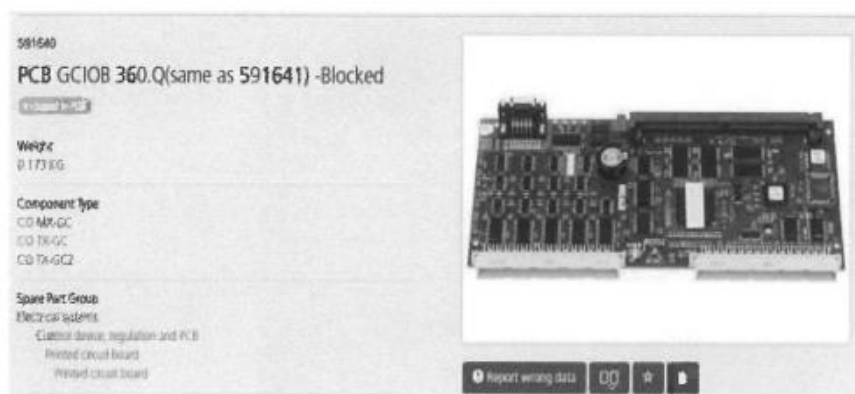 591640
PCB GCIOB 360.Q(same as 591641) -Blocked
Weight
0.173 KG
Component Type
CO MX-GC
CO TX-GC
CO TX-GC2
Spare Part Group
Electrical systems
Control device, regulation and PCB
Printed circuit board
Printed circuit board
Report wrong data